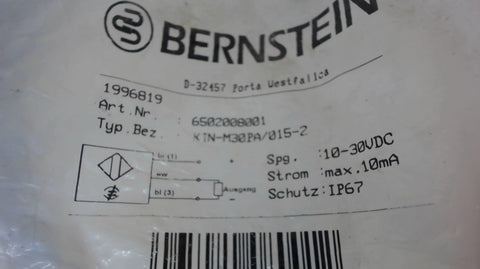 BERNSTEIN
D-32457 Porta Westfalica
1996819
Art.Nr. : 6502008001
Typ.Bez. : KIN-M30PA/015-2
br (1) +
sw
Ausgang
bl (3) -
Spg. :10-30VDC
Strom :max.10mA
Schutz:IP67